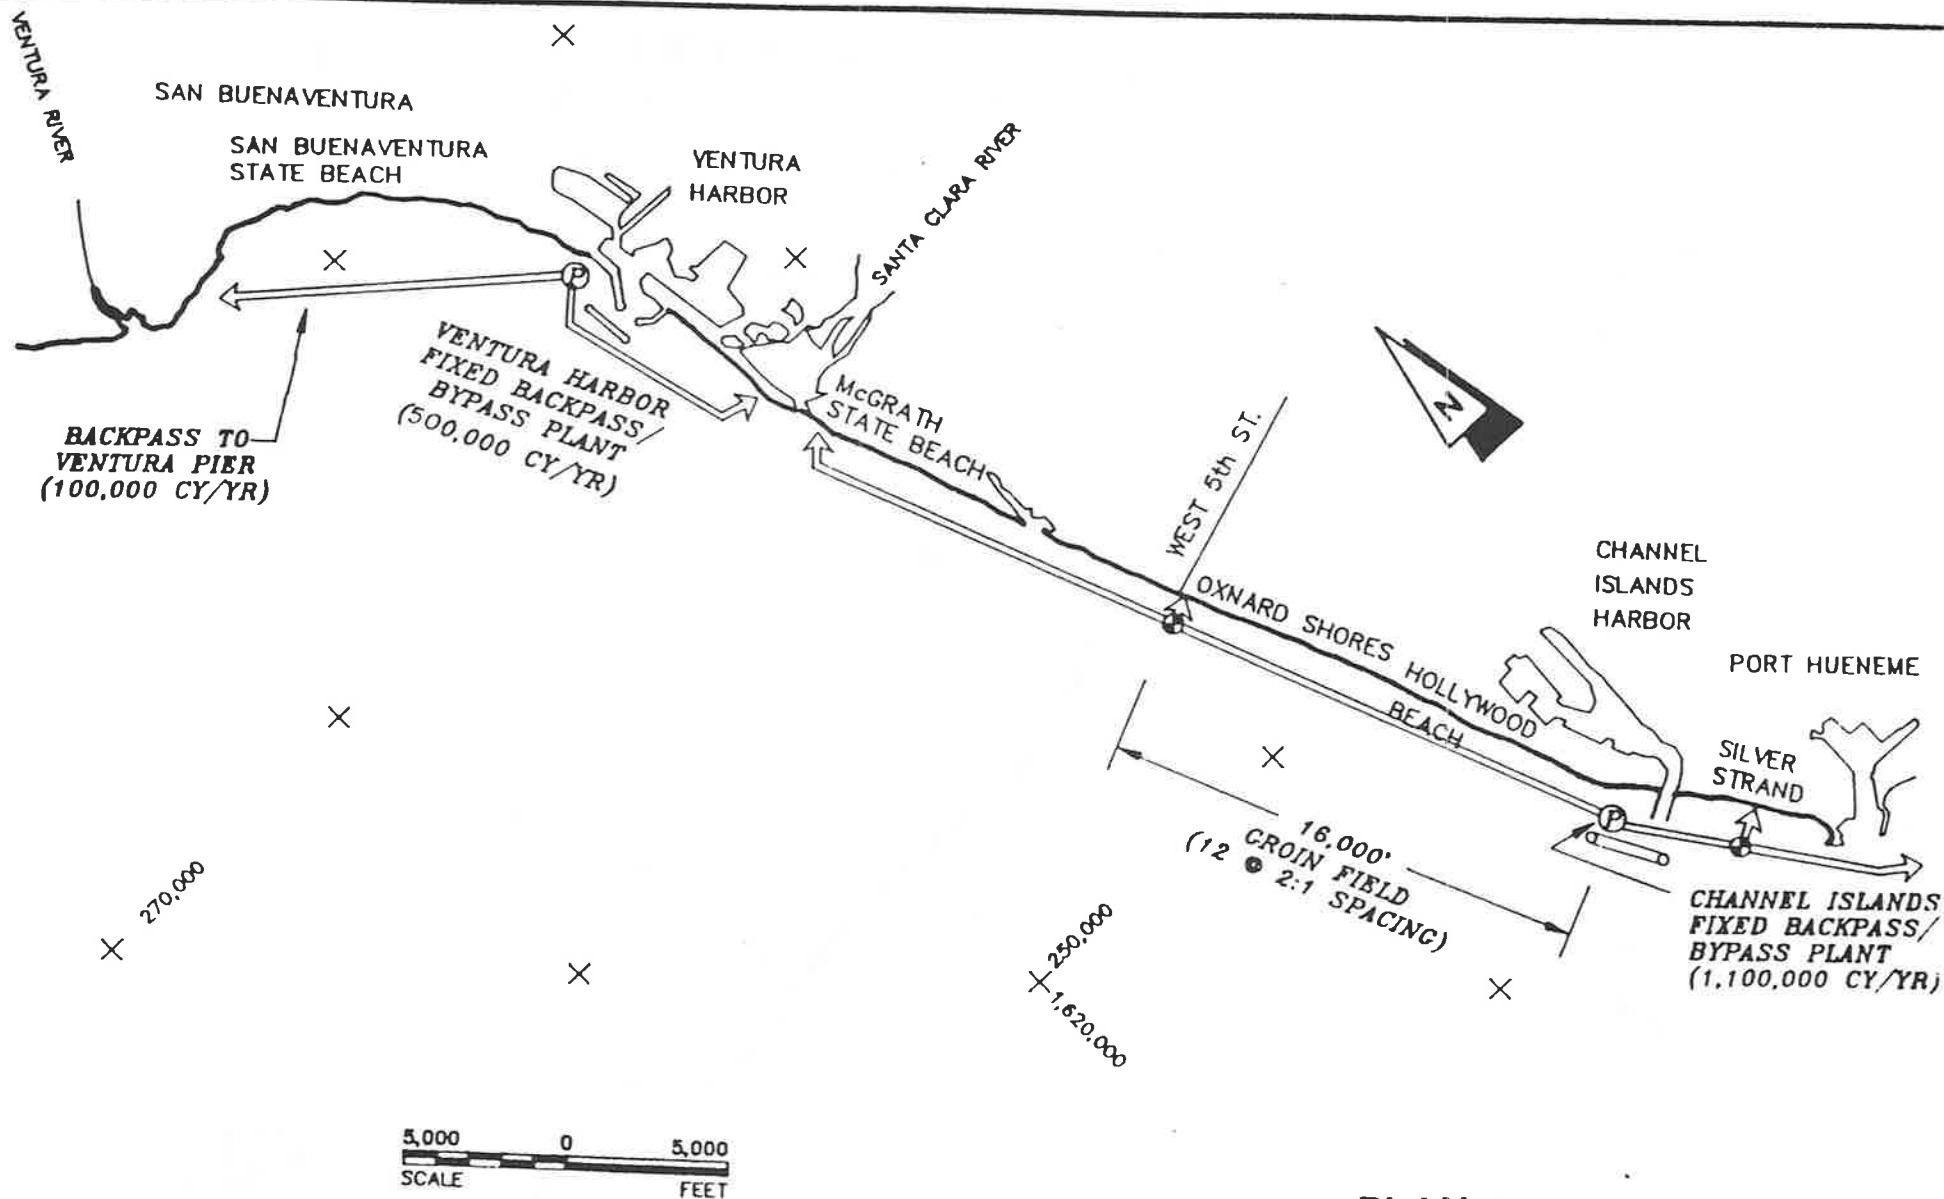 VENTURA RIVER
SAN BUENAVENTURA
SAN BUENAVENTURA
STATE BEACH
VENTURA
HARBOR
SANTA CLARA RIVER
P
VENTURA HARBOR
FIXED BACKPASS/
BYPASS PLANT
(500,000 CY/YR)
BACKPASS TO
VENTURA PIER
(100,000 CY/YR)
McGRATH
STATE BEACH
WEST 5th ST.
N
OXNARD SHORES
HOLLYWOOD
BEACH
CHANNEL
ISLANDS
HARBOR
PORT HUENEME
SILVER
STRAND
P
16,000'
GROIN FIELD
(12 @ 2:1 SPACING)
CHANNEL ISLANDS
FIXED BACKPASS/
BYPASS PLANT
(1,100,000 CY/YR)
270,000
250,000
1,620,000
5,000 0 5,000
SCALE FEET